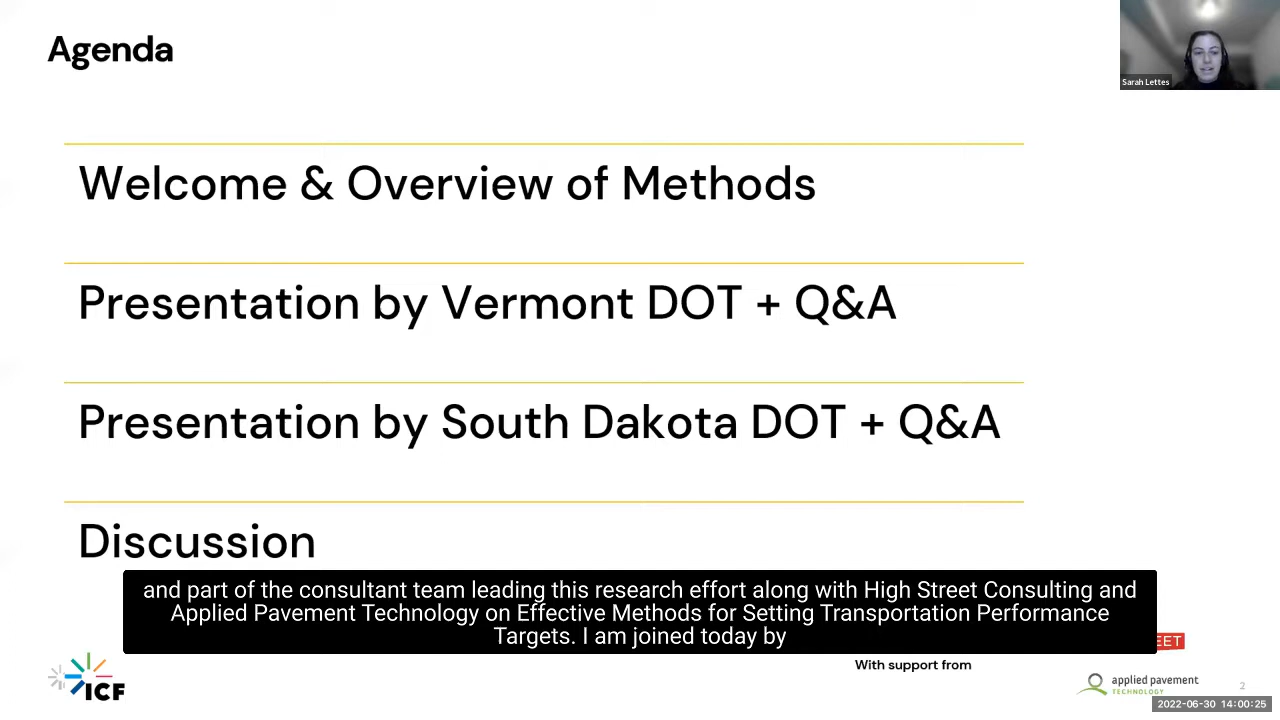 Agenda
Sarah Lettes
Welcome & Overview of Methods
Presentation by Vermont DOT + Q&A
Presentation by South Dakota DOT + Q&A
Discussion
and part of the consultant team leading this research effort along with High Street Consulting and
Applied Pavement Technology on Effective Methods for Setting Transportation Performance
Targets. I am joined today by
EET
With support from
ICF
applied pavement
TECHNOLOGY
2
2022-06-30 14:00:25